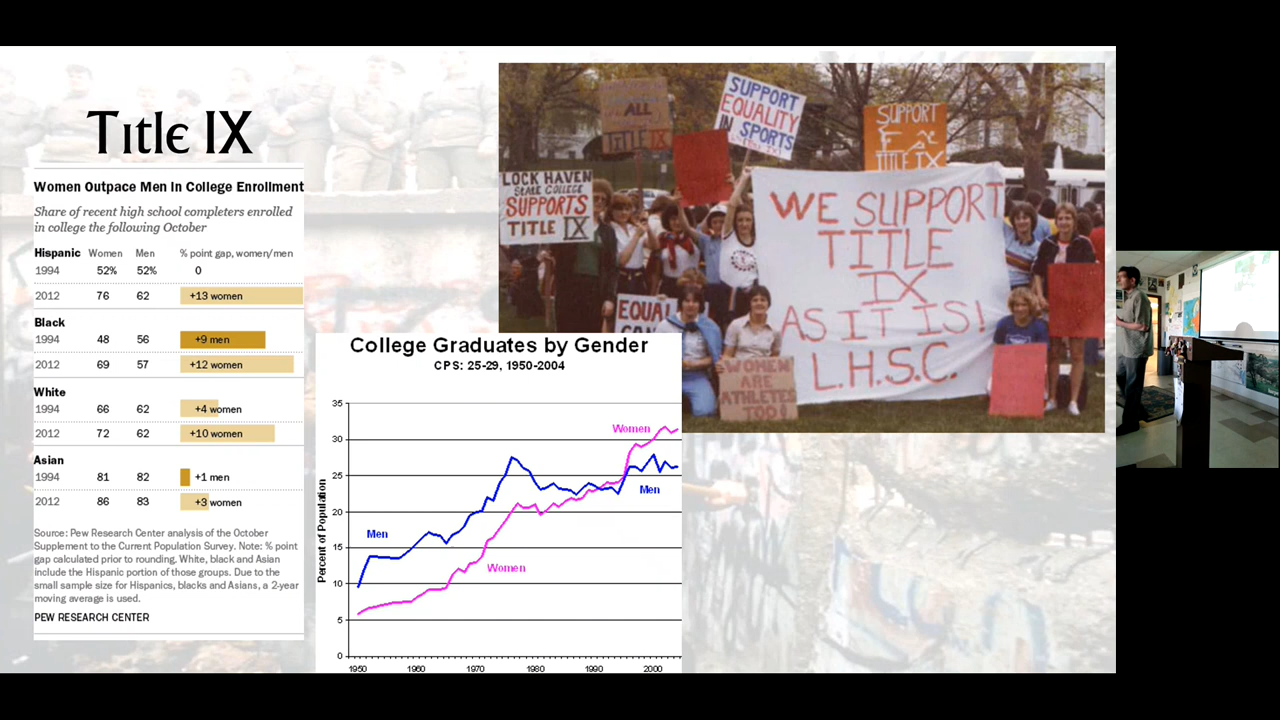 Title IX
Women Outpace Men In College Enrollment
Share of recent high school completers enrolled
in college the following October
Hispanic Women Men % point gap, women/men
1994 52% 52% 0
2012 76 62 +13 women
Black
1994 48 56 +9 men
2012 69 57 +12 women
White
1994 66 62 +4 women
2012 72 62 +10 women
Asian
1994 81 82 +1 men
2012 86 83 +3 women
Source: Pew Research Center analysis of the October
Supplement to the Current Population Survey. Note: % point
gap calculated prior to rounding. White, black and Asian
include the Hispanic portion of those groups. Due to the
small sample size for Hispanics, blacks and Asians, a 2-year
moving average is used.
PEW RESEARCH CENTER
ALL
TITLE IX
SUPPORT
EQUALITY
IN SPORTS
SUPPORT
TITLE IX
LOCK HAVEN
STATE COLLEGE
SUPPORTS
TITLE IX
WE SUPPORT
TITLE
IX
AS IT IS!
L.H.S.C.
EQUAL
WOMEN
ARE
ATHLETES
TOO!
College Graduates by Gender
CPS: 25-29, 1950-2004
Percent of Population
35
30
25
20
15
10
5
0
Women
Men
Men
Women
1950 1960 1970 1980 1990 2000